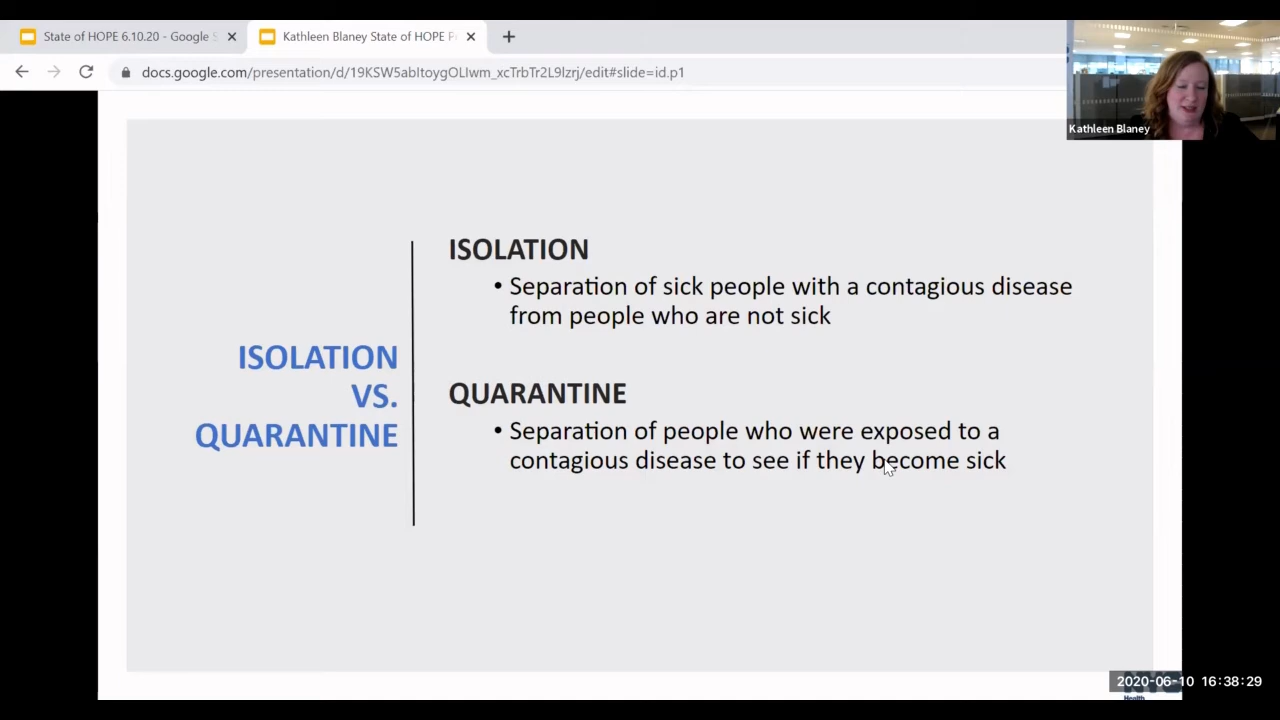 State of HOPE 6.10.20 - Google S
Kathleen Blaney State of HOPE P
docs.google.com/presentation/d/19KSW5abItoygOLIwm_xcTrbTr2L9Izrj/edit#slide=id.p1
Kathleen Blaney
ISOLATION
• Separation of sick people with a contagious disease
from people who are not sick
ISOLATION
VS.
QUARANTINE
QUARANTINE
• Separation of people who were exposed to a
contagious disease to see if they become sick
2020-06-10 16:38:29
Health